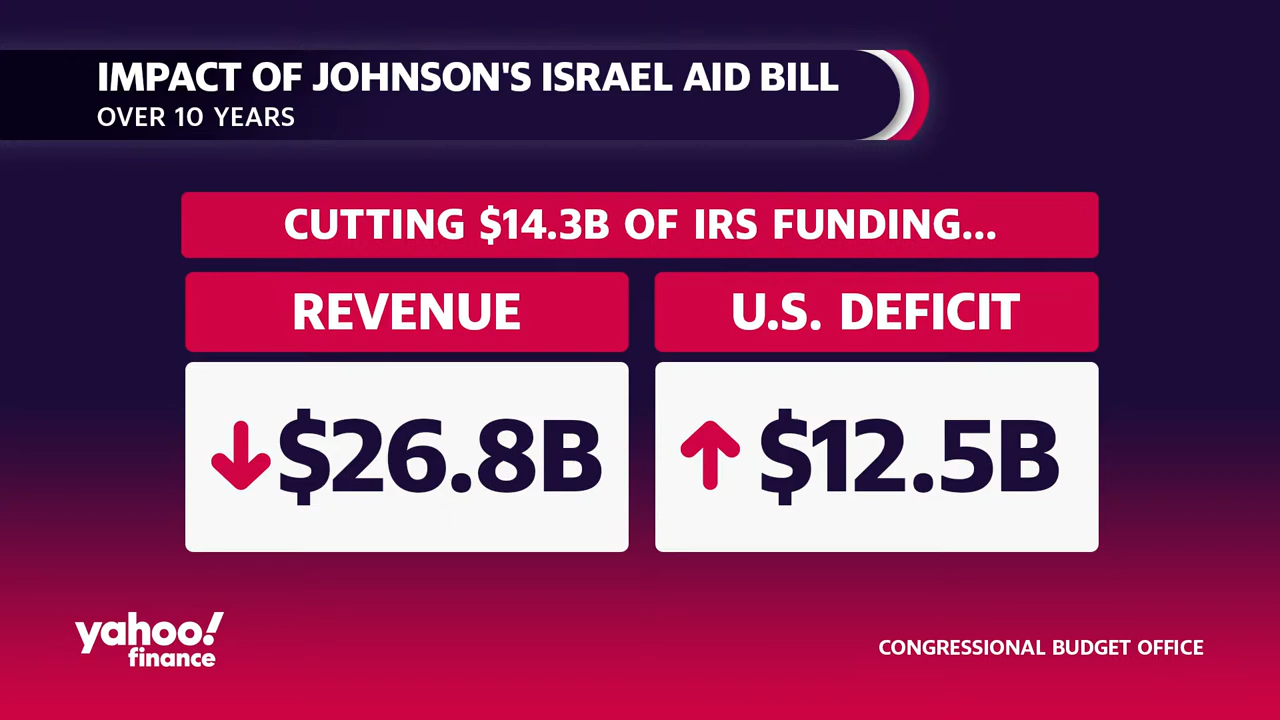 IMPACT OF JOHNSON'S ISRAEL AID BILL
OVER 10 YEARS
CUTTING $14.3B OF IRS FUNDING...
REVENUE
U.S. DEFICIT
$26.8B
$12.5B
yahoo!
finance
CONGRESSIONAL BUDGET OFFICE